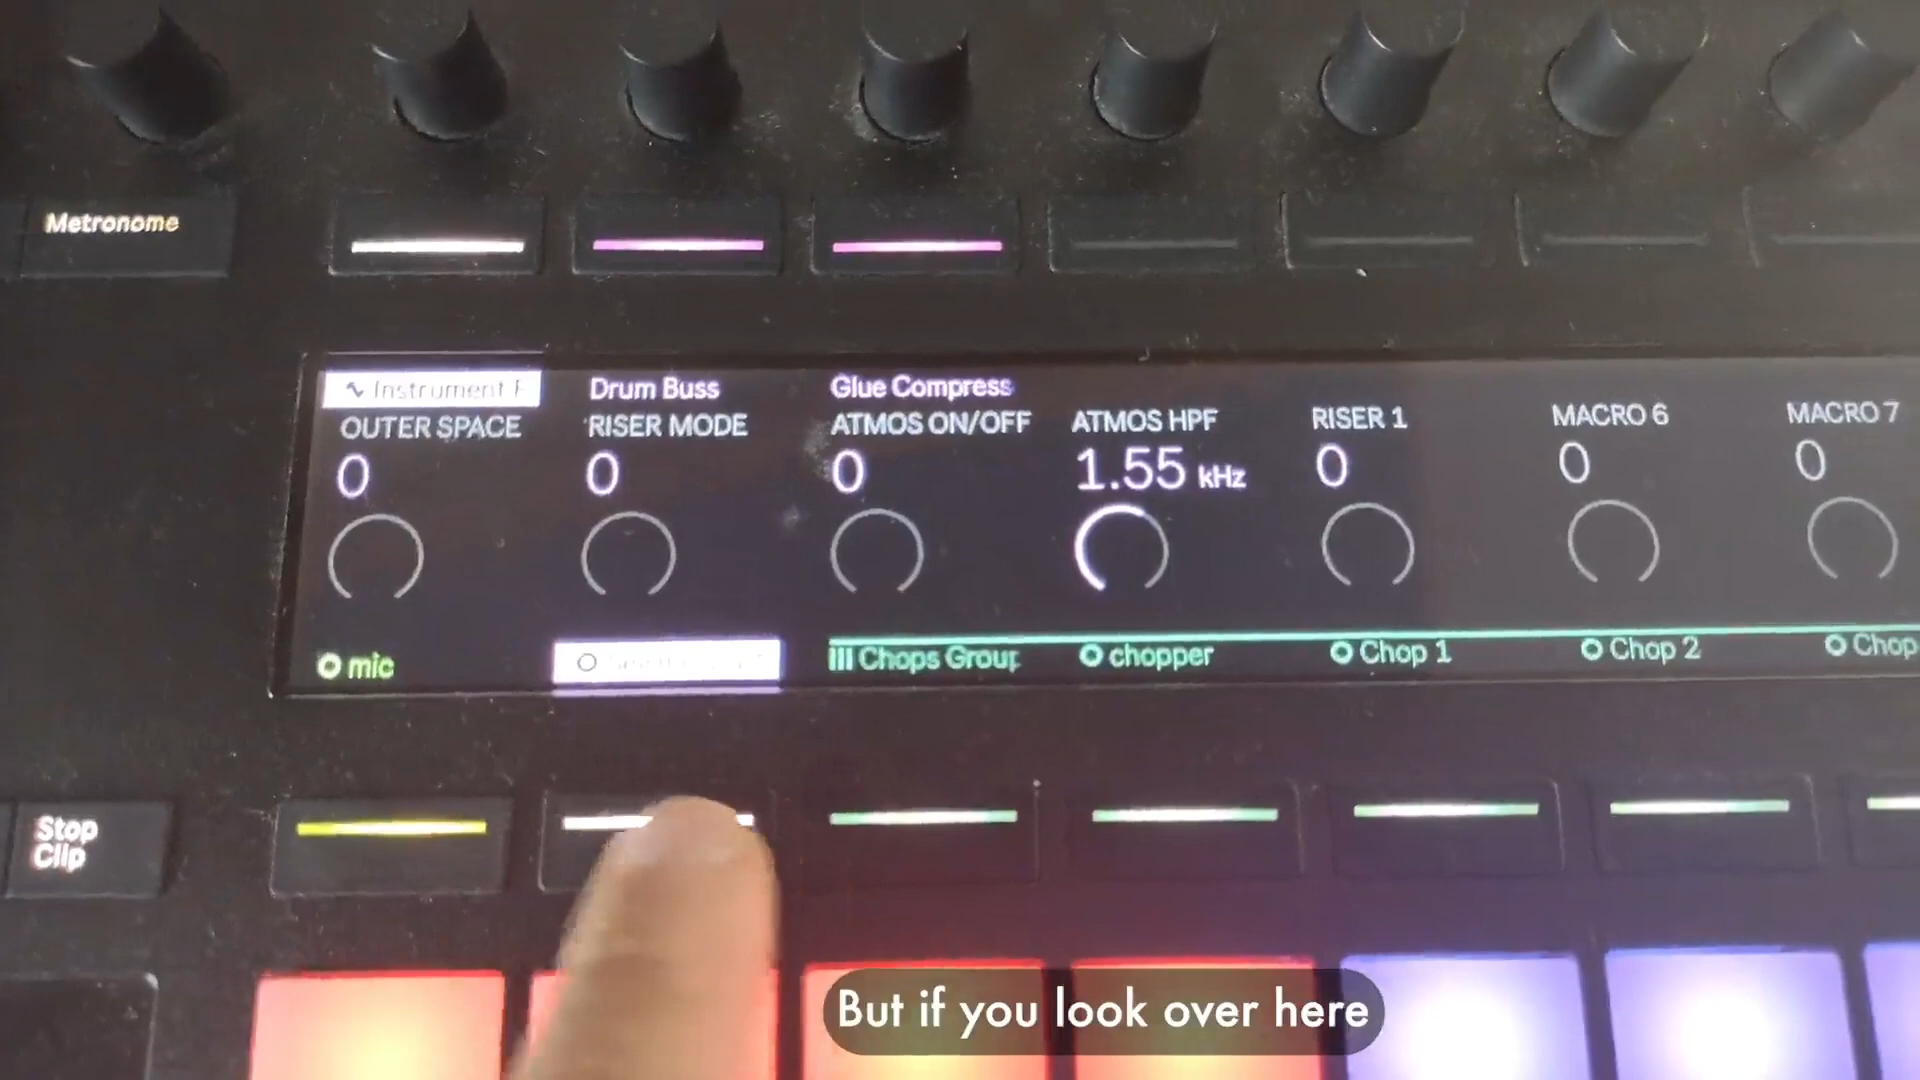 Metronome
Instrument Drum Buss Glue Compress
OUTER SPACE RISER MODE ATMOS ON/OFF ATMOS HPF RISER 1 MACRO 6 MACRO 7
0 0 0 1.55 kHz 0 0 0
mic Chops Group chopper Chop 1 Chop 2 Chop
Stop
Clip
But if you look over here